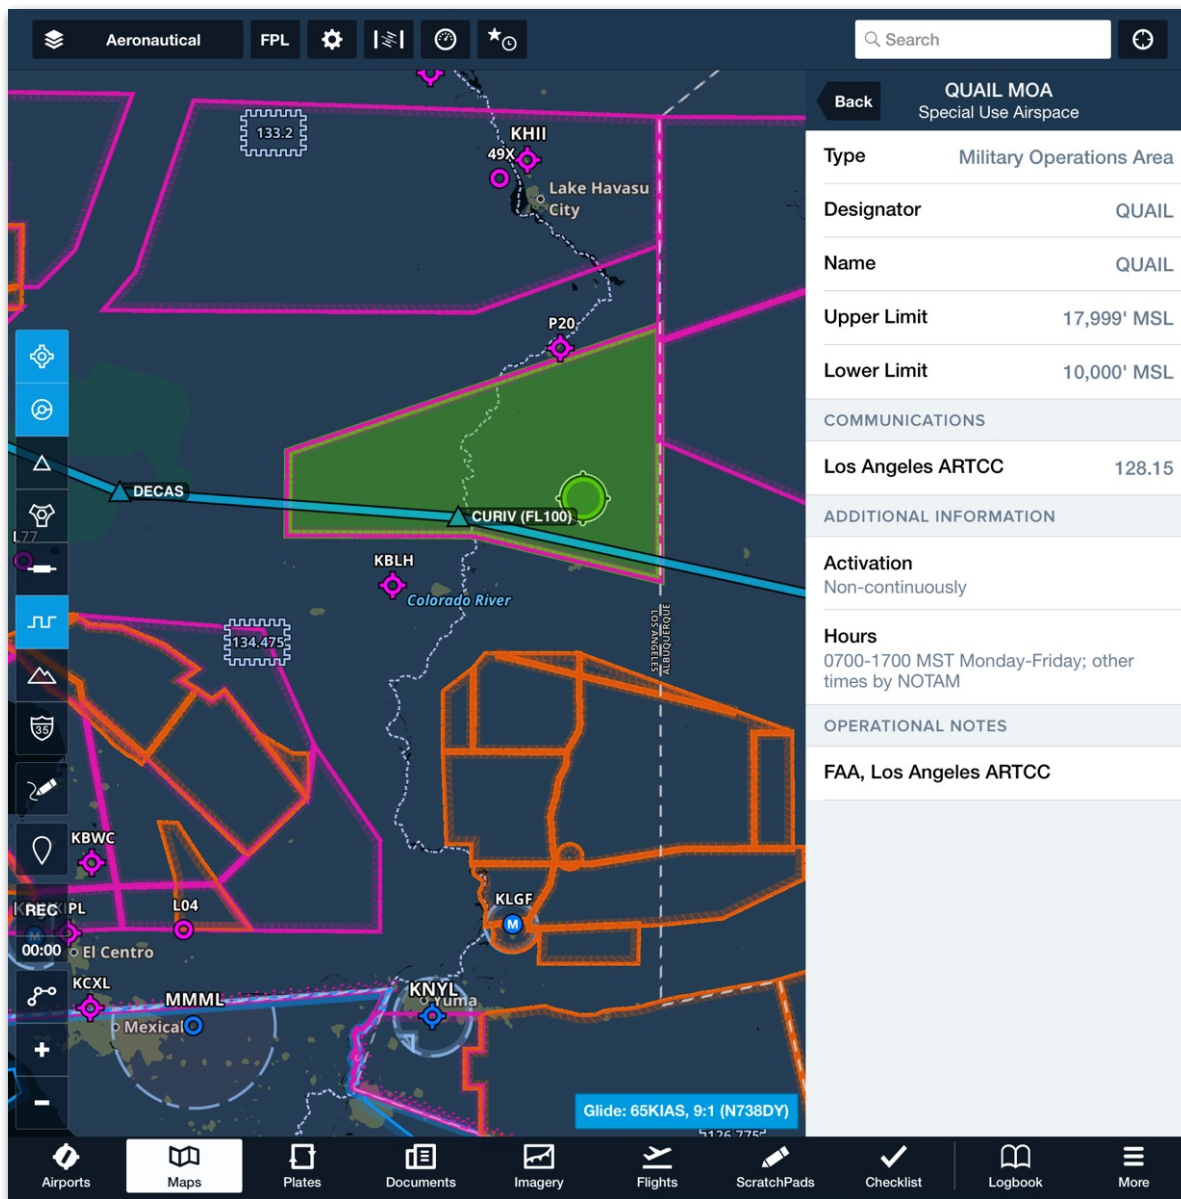 Aeronautical
FPL
Search
Back
QUAIL MOA
Special Use Airspace
Type
Military Operations Area
Designator
QUAIL
Name
QUAIL
Upper Limit
17,999' MSL
Lower Limit
10,000' MSL
COMMUNICATIONS
Los Angeles ARTCC
128.15
ADDITIONAL INFORMATION
Activation
Non-continuously
Hours
0700-1700 MST Monday-Friday; other
times by NOTAM
OPERATIONAL NOTES
FAA, Los Angeles ARTCC
133.2
KHII
49X
Lake Havasu
City
P20
DECAS
CURIV (FL100)
L77
KBLH
Colorado River
134.475
LOS ANGELES
ALBUQUERQUE
35
KBWC
REC
KIPL
L04
KLGF
M
M
00:00
El Centro
KCXL
MMML
KNYL
Yuma
Mexical
Glide: 65KIAS, 9:1 (N738DY)
126.775
Airports
Maps
Plates
Documents
Imagery
Flights
ScratchPads
Checklist
Logbook
More